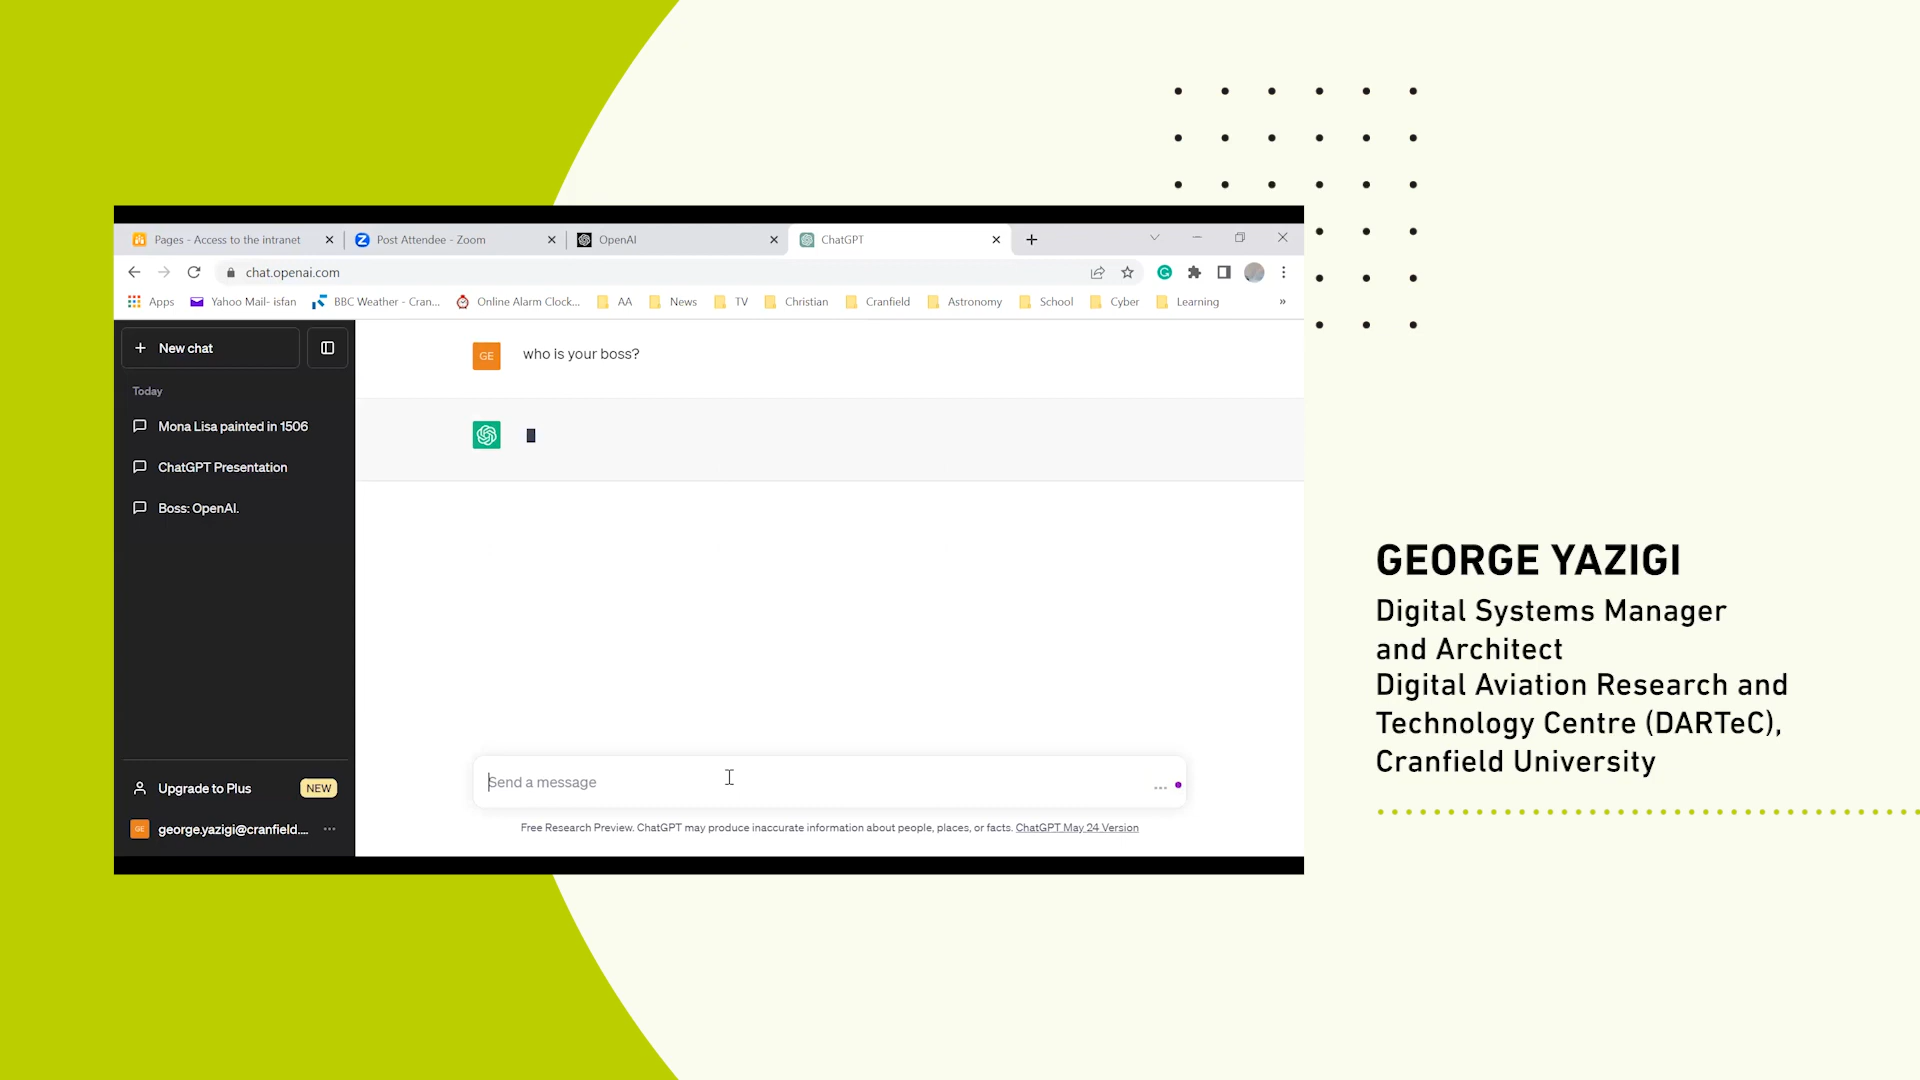 Pages - Access to the intranet
Post Attendee - Zoom
OpenAI
ChatGPT
chat.openai.com
Apps
Yahoo Mail- isfan
BBC Weather - Cran...
Online Alarm Clock...
AA
News
TV
Christian
Cranfield
Astronomy
School
Cyber
Learning
»
New chat
Today
Mona Lisa painted in 1506
ChatGPT Presentation
Boss: OpenAI.
Upgrade to Plus
NEW
GE
george.yazigi@cranfield....
GE
who is your boss?
Send a message
Free Research Preview. ChatGPT may produce inaccurate information about people, places, or facts. ChatGPT May 24 Version
GEORGE YAZIGI
Digital Systems Manager
and Architect
Digital Aviation Research and
Technology Centre (DARTeC),
Cranfield University